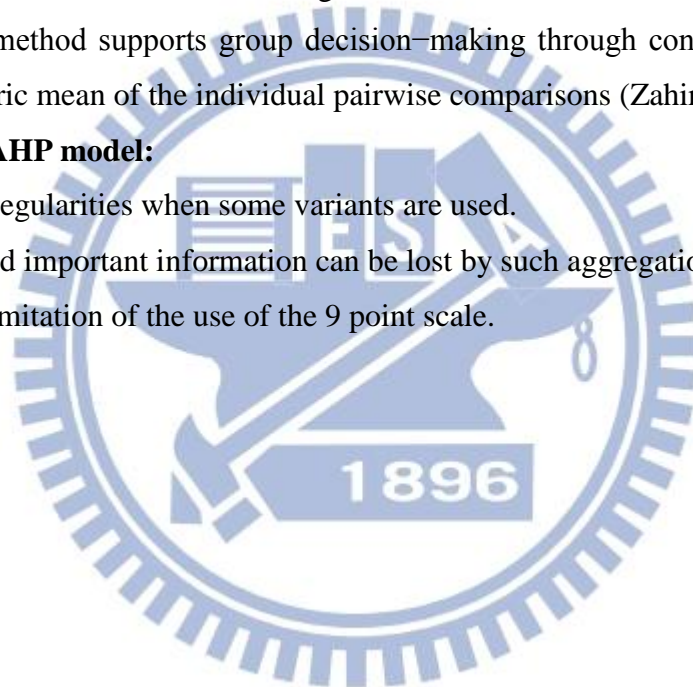 method supports group decision−making through con
ric mean of the individual pairwise comparisons (Zahir
AHP model:
egularities when some variants are used.
d important information can be lost by such aggregatio
mitation of the use of the 9 point scale.
E S A
8
1896